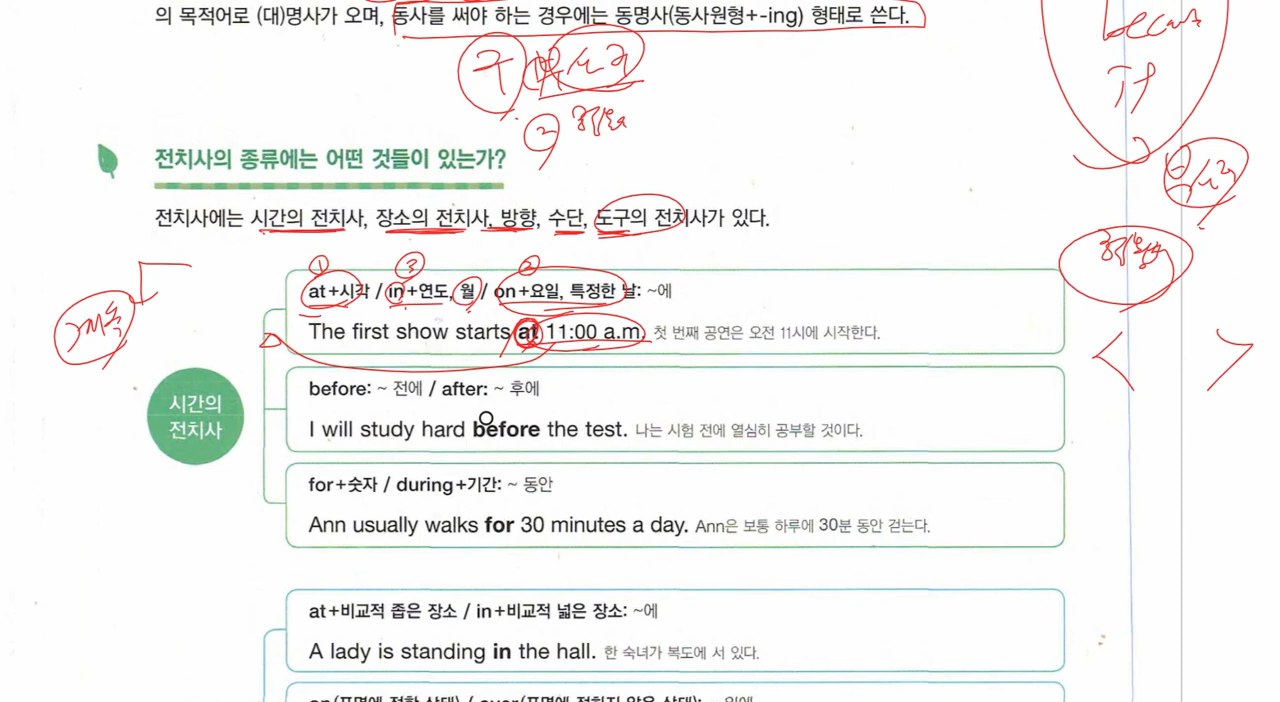 의 목적어로 (대)명사가 오며, 동사를 써야 하는 경우에는 동명사(동사원형+-ing) 형태로 쓴다.
구
②
전치사의 종류에는 어떤 것들이 있는가?
전치사에는 시간의 전치사, 장소의 전치사, 방향, 수단, 도구의 전치사가 있다.
① ③ ②
at+시각 / in+연도, 월 / on+요일, 특정한 날: ~에
The first show starts at 11:00 a.m. 첫 번째 공연은 오전 11시에 시작한다.
시간의
전치사
before: ~ 전에 / after: ~ 후에
I will study hard before the test. 나는 시험 전에 열심히 공부할 것이다.
for+숫자 / during+기간: ~ 동안
Ann usually walks for 30 minutes a day. Ann은 보통 하루에 30분 동안 걷는다.
at+비교적 좁은 장소 / in+비교적 넓은 장소: ~에
A lady is standing in the hall. 한 숙녀가 복도에 서 있다.